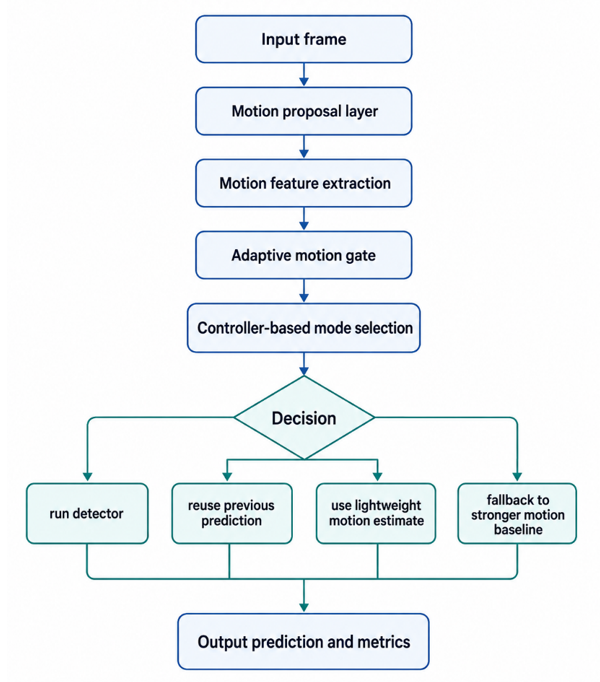 Input frame
Motion proposal layer
Motion feature extraction
Adaptive motion gate
Controller-based mode selection
Decision
run detector
reuse previous
prediction
use lightweight
motion estimate
fallback to
stronger motion
baseline
Output prediction and metrics